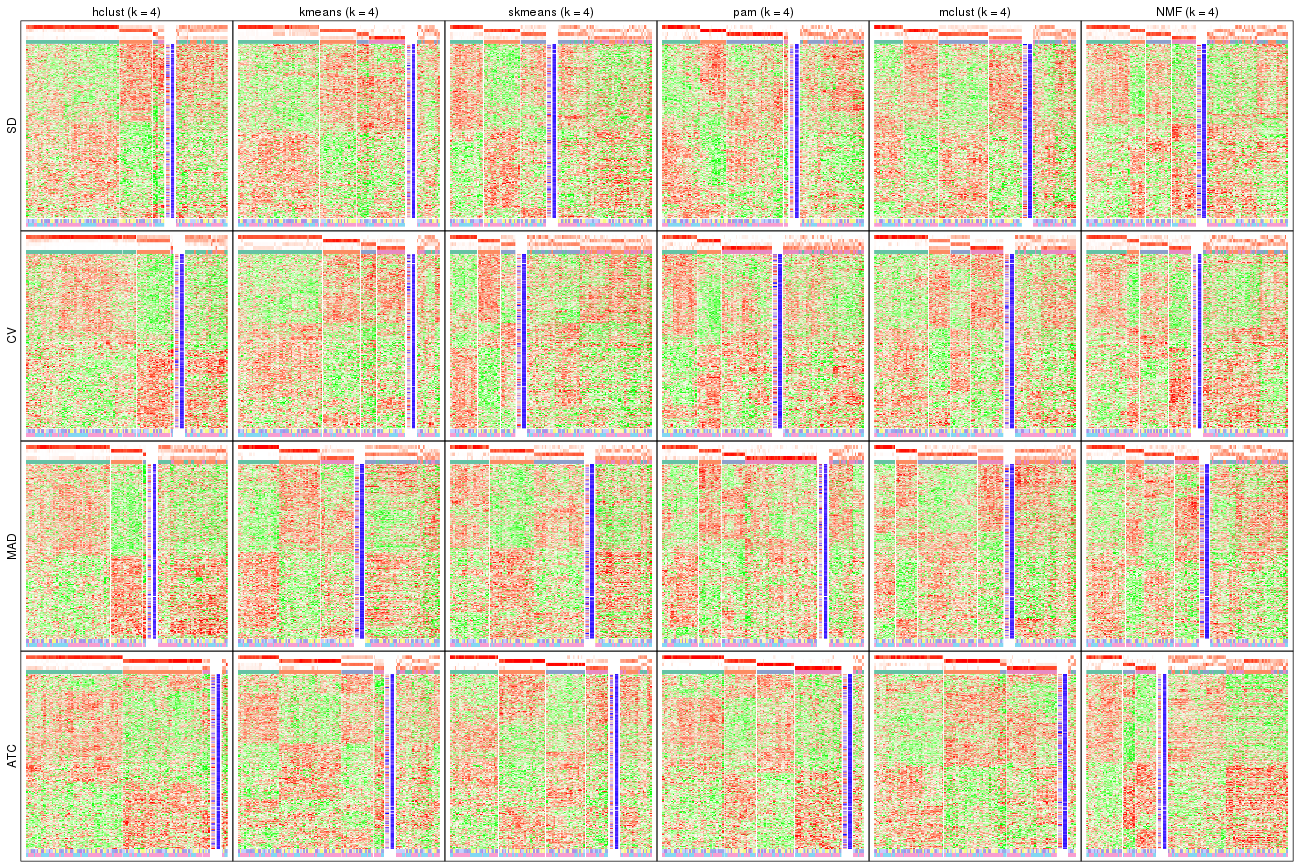 hclust (k = 4) kmeans (k = 4) skmeans (k = 4) pam (k = 4) mclust (k = 4) NMF (k = 4)
SD
CV
MAD
ATC